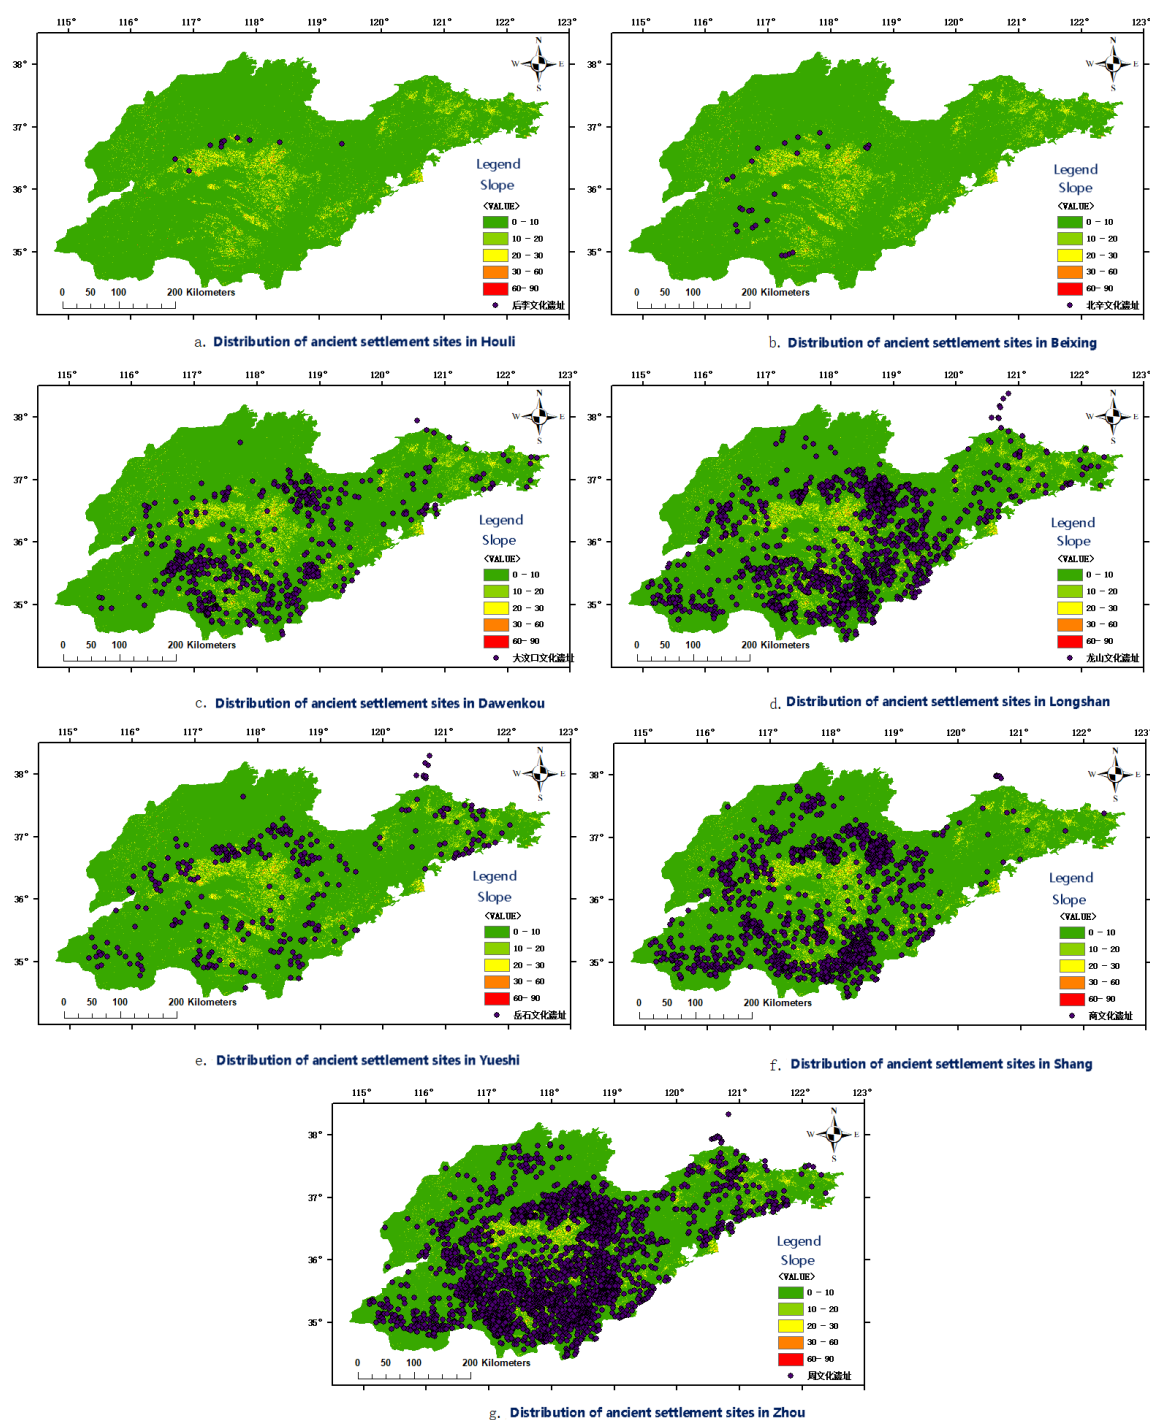 115° 116° 117° 118° 119° 120° 121° 122° 123°
38°
37°
36°
35°
N
W E
S
Legend
Slope
<VALUE>
0 - 10
10 - 20
20 - 30
30 - 60
60- 90
后李文化遗址
0 50 100 200 Kilometers
a. Distribution of ancient settlement sites in Houli
115° 116° 117° 118° 119° 120° 121° 122° 123°
38°
37°
36°
35°
N
W E
S
Legend
Slope
<VALUE>
0 - 10
10 - 20
20 - 30
30 - 60
60- 90
北辛文化遗址
0 50 100 200 Kilometers
b. Distribution of ancient settlement sites in Beixing
115° 116° 117° 118° 119° 120° 121° 122° 123°
38°
37°
36°
35°
N
W E
S
Legend
Slope
<VALUE>
0 - 10
10 - 20
20 - 30
30 - 60
60- 90
大汶口文化遗址
0 50 100 200 Kilometers
c. Distribution of ancient settlement sites in Dawenkou
115° 116° 117° 118° 119° 120° 121° 122° 123°
38°
37°
36°
35°
N
W E
S
Legend
Slope
<VALUE>
0 - 10
10 - 20
20 - 30
30 - 60
60- 90
龙山文化遗址
0 50 100 200 Kilometers
d. Distribution of ancient settlement sites in Longshan
115° 116° 117° 118° 119° 120° 121° 122° 123°
38°
37°
36°
35°
N
W E
S
Legend
Slope
<VALUE>
0 - 10
10 - 20
20 - 30
30 - 60
60- 90
岳石文化遗址
0 50 100 200 Kilometers
e. Distribution of ancient settlement sites in Yueshi
115° 116° 117° 118° 119° 120° 121° 122° 123°
38°
37°
36°
35°
N
W E
S
Legend
Slope
<VALUE>
0 - 10
10 - 20
20 - 30
30 - 60
60- 90
商文化遗址
0 50 100 200 Kilometers
f. Distribution of ancient settlement sites in Shang
115° 116° 117° 118° 119° 120° 121° 122° 123°
38°
37°
36°
35°
N
W E
S
Legend
Slope
<VALUE>
0 - 10
10 - 20
20 - 30
30 - 60
60- 90
周文化遗址
0 50 100 200 Kilometers
g. Distribution of ancient settlement sites in Zhou